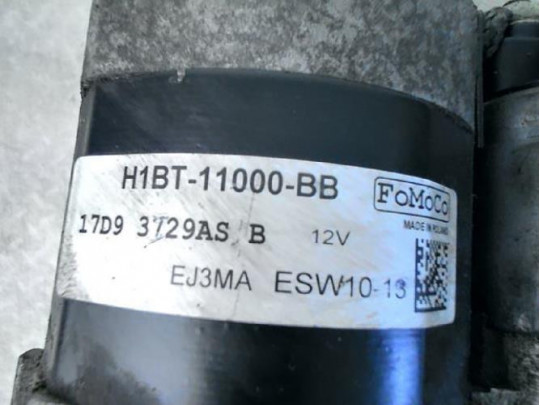 H1BT-11000-BB
FoMoCo
MADE IN POLAND
17D9 3729AS B 12V
EJ3MA ESW10-13